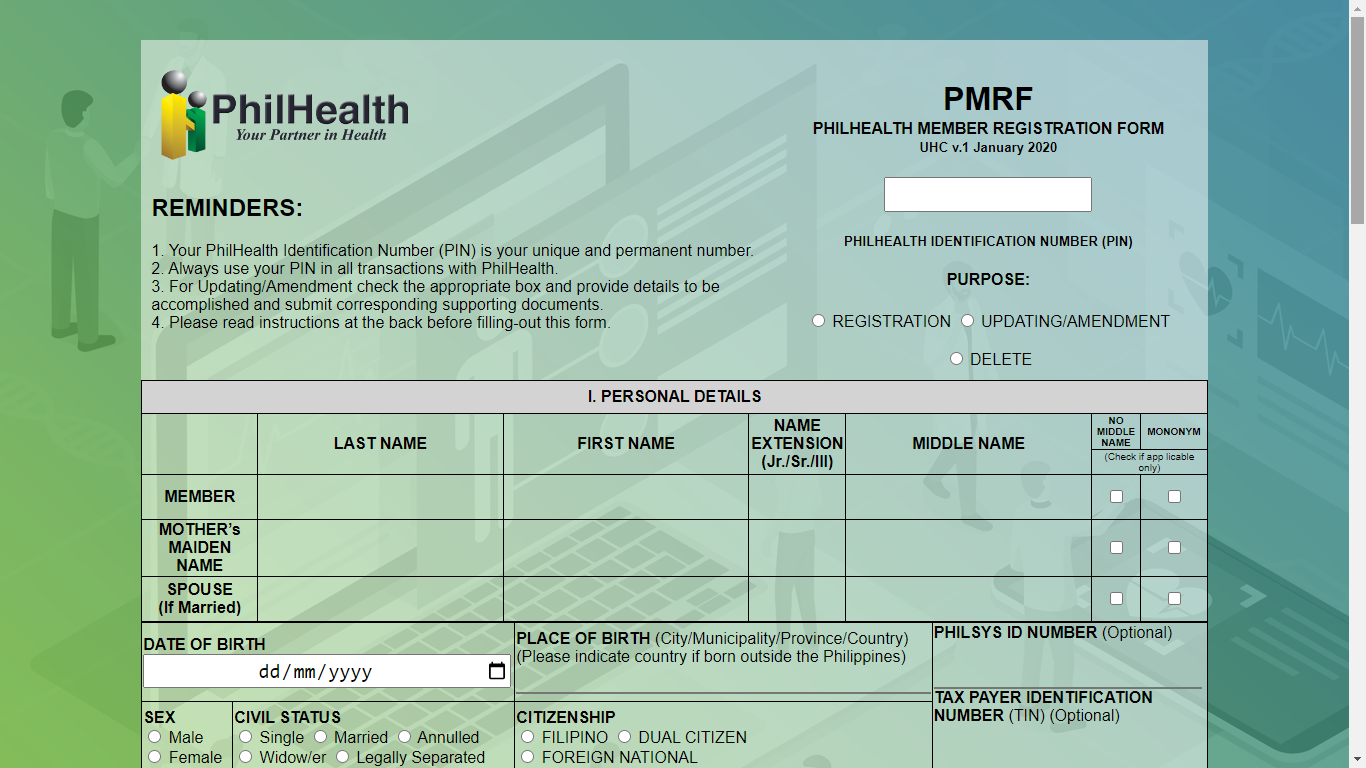 PhilHealth
Your Partner in Health
PMRF
PHILHEALTH MEMBER REGISTRATION FORM
UHC v.1 January 2020
PHILHEALTH IDENTIFICATION NUMBER (PIN)
PURPOSE:
REGISTRATION UPDATING/AMENDMENT
DELETE
REMINDERS:
1. Your PhilHealth Identification Number (PIN) is your unique and permanent number.
2. Always use your PIN in all transactions with PhilHealth.
3. For Updating/Amendment check the appropriate box and provide details to be
accomplished and submit corresponding supporting documents.
4. Please read instructions at the back before filling-out this form.
I. PERSONAL DETAILS
LAST NAME
FIRST NAME
NAME
EXTENSION
(Jr./Sr./III)
MIDDLE NAME
NO
MIDDLE
NAME
MONONYM
(Check if app licable
only)
MEMBER
MOTHER’s
MAIDEN
NAME
SPOUSE
(If Married)
DATE OF BIRTH
dd/mm/yyyy
PLACE OF BIRTH (City/Municipality/Province/Country)
(Please indicate country if born outside the Philippines)
PHILSYS ID NUMBER (Optional)
TAX PAYER IDENTIFICATION
NUMBER (TIN) (Optional)
SEX
Male
Female
CIVIL STATUS
Single Married Annulled
Widow/er Legally Separated
CITIZENSHIP
FILIPINO DUAL CITIZEN
FOREIGN NATIONAL